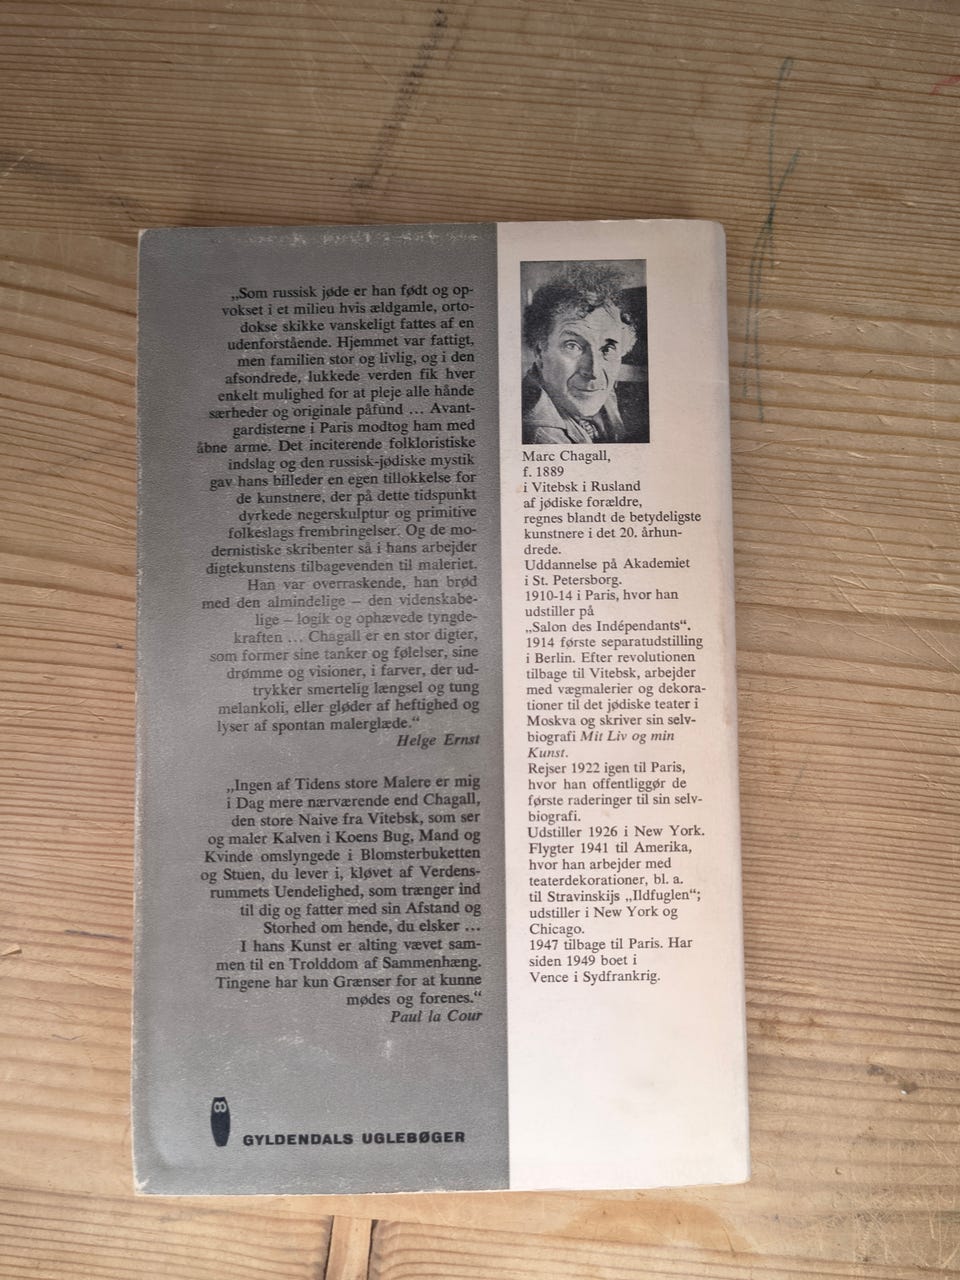 „Som russisk jøde er han født og op-
vokset i et milieu hvis ældgamle, orto-
dokse skikke vanskeligt fattes af en
udenforstående. Hjemmet var fattigt,
men familien stor og livlig, og i den
afsondrede, lukkede verden fik hver
enkelt mulighed for at pleje alle hånde
særheder og originale påfund ... Avant-
gardisterne i Paris modtog ham med
åbne arme. Det inciterende folkloristiske
indslag og den russisk-jødiske mystik
gav hans billeder en egen tillokkelse for
de kunstnere, der på dette tidspunkt
dyrkede negerskulptur og primitive
folkeslags frembringelser. Og de mo-
dernistiske skribenter så i hans arbejder
digtekunstens tilbagevenden til maleriet.
Han var overraskende, han brød
med den almindelige – den videnskabe-
lige – logik og ophævede tyngde-
kraften ... Chagall er en stor digter,
som former sine tanker og følelser, sine
drømme og visioner, i farver, der ud-
trykker smertelig længsel og tung
melankoli, eller gløder af heftighed og
lyser af spontan malerglæde.“
Helge Ernst
„Ingen af Tidens store Malere er mig
i Dag mere nærværende end Chagall,
den store Naive fra Vitebsk, som ser
og maler Kalven i Koens Bug, Mand og
Kvinde omslyngede i Blomsterbuketten
og Stuen, du lever i, kløvet af Verdens-
rummets Uendelighed, som trænger ind
til dig og fatter med sin Afstand og
Storhed om hende, du elsker ...
I hans Kunst er alting vævet sam-
men til en Trolddom af Sammenhæng.
Tingene har kun Grænser for at kunne
mødes og forenes.“
Paul la Cour
GYLDENDALS UGLEBØGER
Marc Chagall,
f. 1889
i Vitebsk i Rusland
af jødiske forældre,
regnes blandt de betydeligste
kunstnere i det 20. århun-
drede.
Uddannelse på Akademiet
i St. Petersborg.
1910-14 i Paris, hvor han
udstiller på
„Salon des Indépendants“.
1914 første separatudstilling
i Berlin. Efter revolutionen
tilbage til Vitebsk, arbejder
med vægmalerier og dekora-
tioner til det jødiske teater i
Moskva og skriver sin selv-
biografi Mit Liv og min
Kunst.
Rejser 1922 igen til Paris,
hvor han offentliggør de
første raderinger til sin selv-
biografi.
Udstiller 1926 i New York.
Flygter 1941 til Amerika,
hvor han arbejder med
teaterdekorationer, bl. a.
til Stravinskijs „Ildfuglen“;
udstiller i New York og
Chicago.
1947 tilbage til Paris. Har
siden 1949 boet i
Vence i Sydfrankrig.